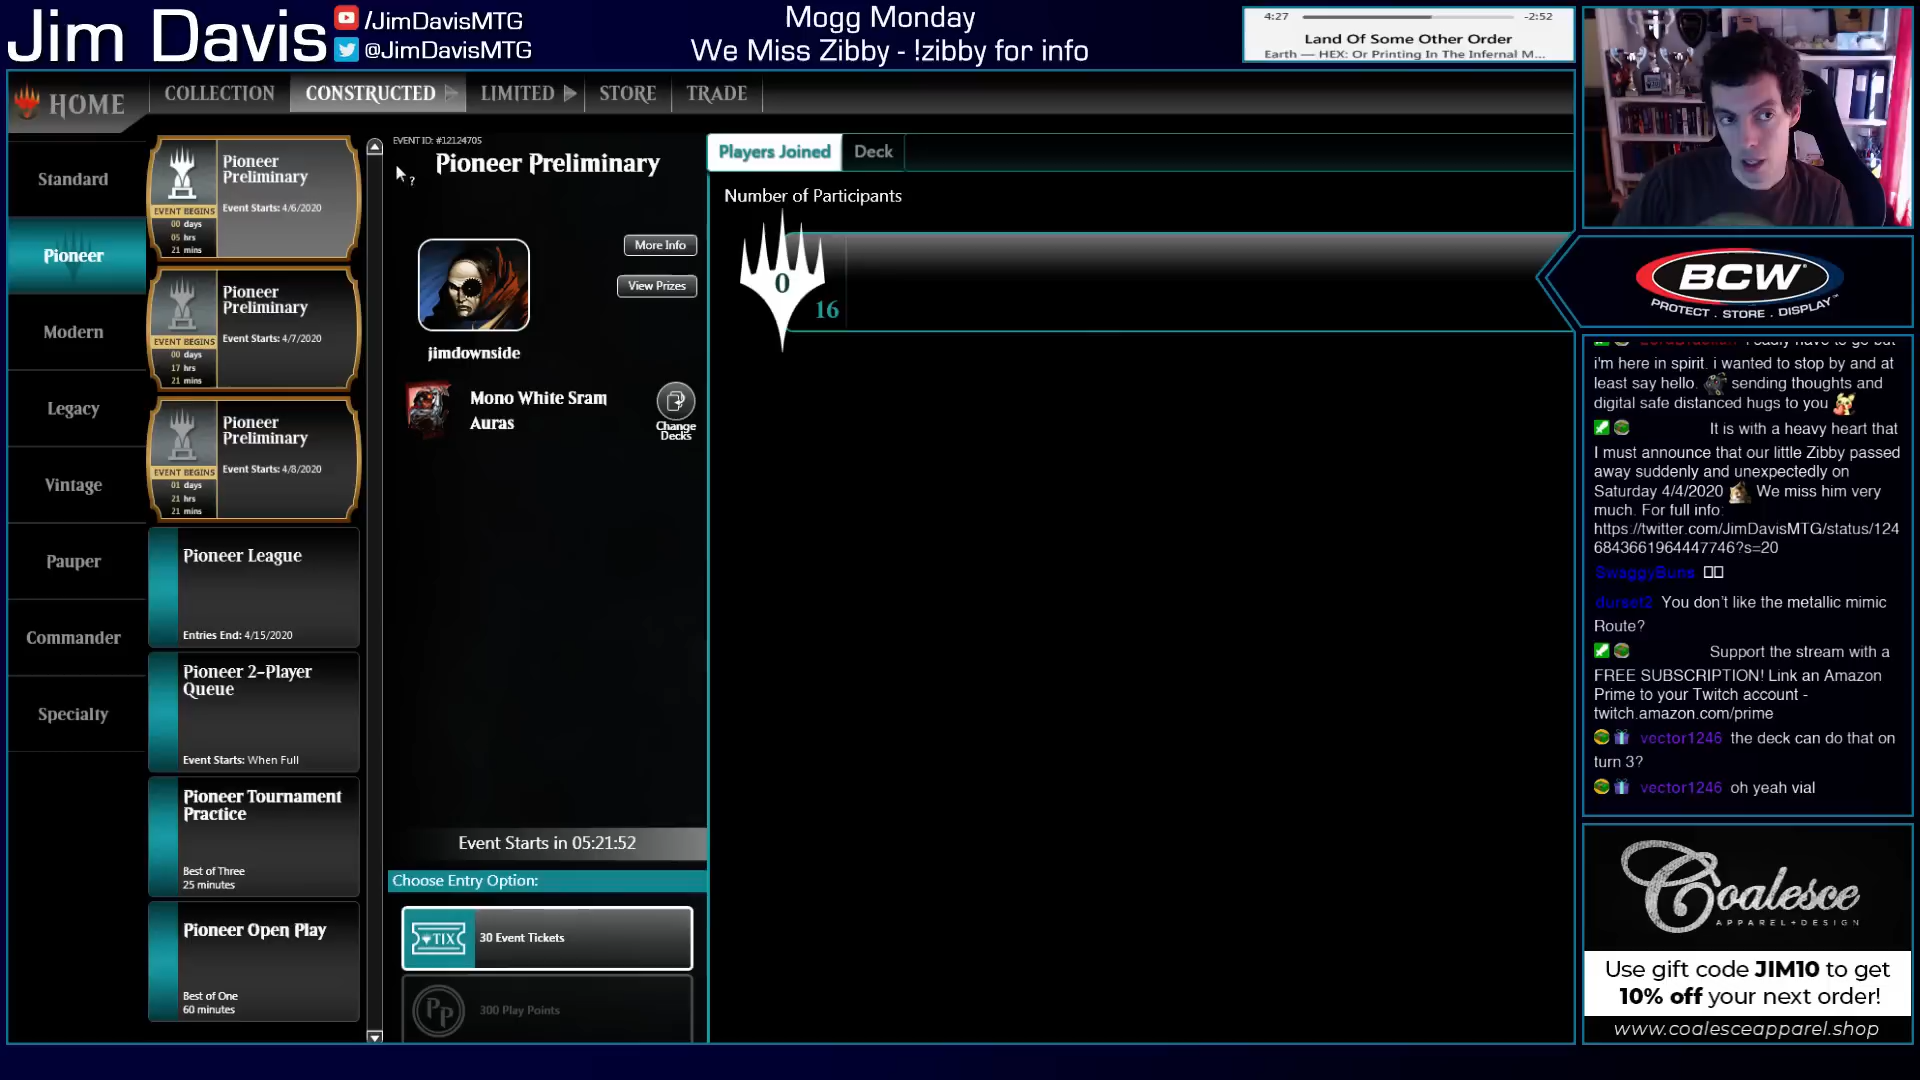 Jim Davis
/JimDavisMTG
@JimDavisMTG
Mogg Monday
We Miss Zibby - !zibby for info
4:27
-2:52
Land Of Some Other Order
Earth — HEX: Or Printing In The Infernal M...
HOME
COLLECTION
CONSTRUCTED
LIMITED
STORE
TRADE
Standard
Pioneer
Modern
Legacy
Vintage
Pauper
Commander
Specialty
Pioneer
Preliminary
Event Starts: 4/6/2020
EVENT BEGINS
00 days
05 hrs
21 mins
Pioneer
Preliminary
Event Starts: 4/7/2020
EVENT BEGINS
00 days
17 hrs
21 mins
Pioneer
Preliminary
Event Starts: 4/8/2020
EVENT BEGINS
01 days
21 hrs
21 mins
Pioneer League
Entries End: 4/15/2020
Pioneer 2-Player
Queue
Event Starts: When Full
Pioneer Tournament
Practice
Best of Three
25 minutes
Pioneer Open Play
Best of One
60 minutes
EVENT ID: #12124705
Pioneer Preliminary
More Info
View Prizes
jimdownside
Mono White Sram
Auras
Change
Decks
Event Starts in 05:21:52
Choose Entry Option:
TIX
30 Event Tickets
PP
300 Play Points
Players Joined
Deck
Number of Participants
0
16
BCW
PROTECT . STORE . DISPLAY
i'm here in spirit. i wanted to stop by and at
least say hello. sending thoughts and
digital safe distanced hugs to you
It is with a heavy heart that
I must announce that our little Zibby passed
away suddenly and unexpectedly on
Saturday 4/4/2020 We miss him very
much. For full info:
https://twitter.com/JimDavisMTG/status/124
6843661964447746?s=20
SwaggyBuns
durset2 You don't like the metallic mimic
Route?
Support the stream with a
FREE SUBSCRIPTION! Link an Amazon
Prime to your Twitch account -
twitch.amazon.com/prime
vector1246 the deck can do that on
turn 3?
vector1246 oh yeah vial
Coalesce
APPAREL+DESIGN
Use gift code JIM10 to get
10% off your next order!
www.coalesceapparel.shop